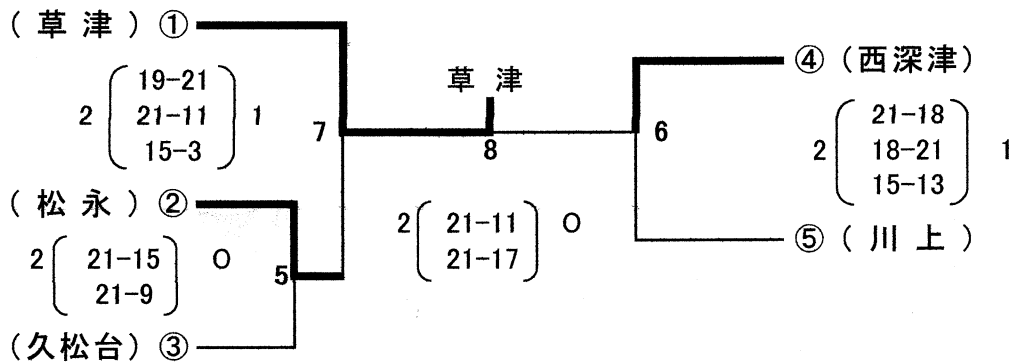 (草津) ①
19-21
2 21-11 1
15-3
7
(松永) ②
2 21-15 0
21-9
5
(久松台) ③
草津
8
2 21-11 0
21-17
④ (西深津)
6
21-18
2 18-21 1
15-13
⑤ (川上)